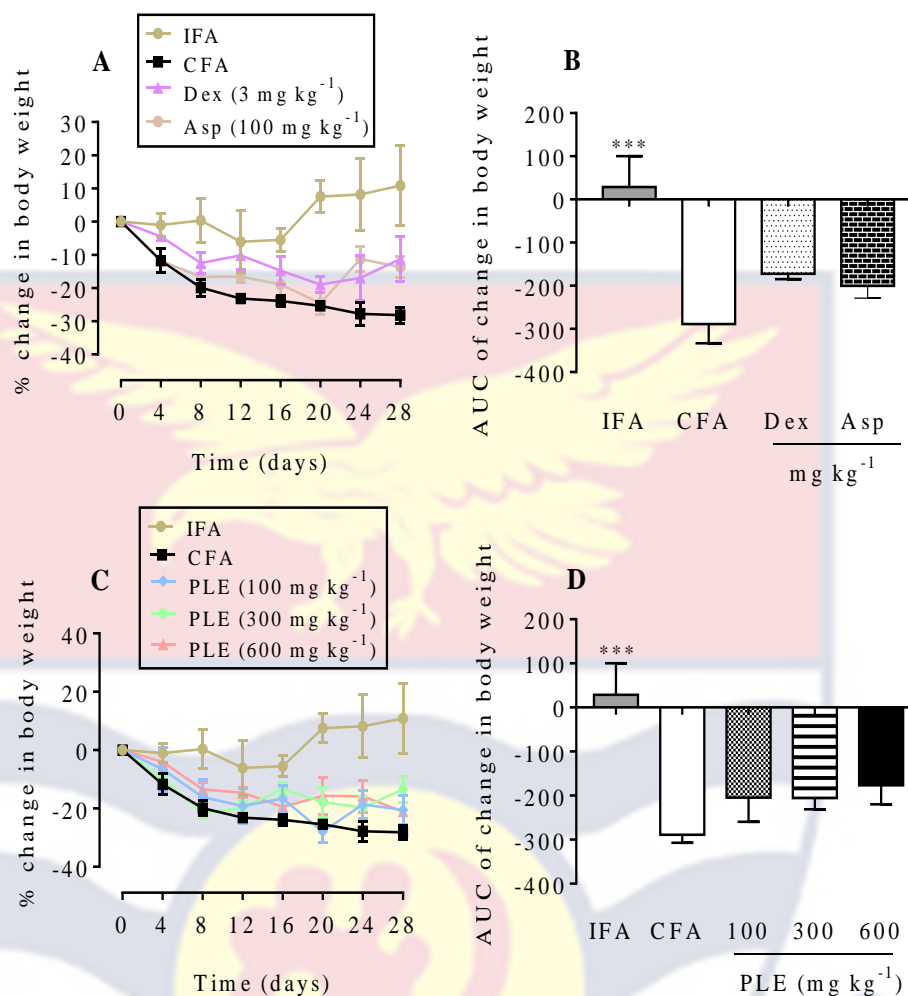 A
IFA
CFA
Dex (3 mg kg⁻¹)
Asp (100 mg kg⁻¹)
% change in body weight
30
20
10
0
-10
-20
-30
-40
0 4 8 12 16 20 24 28
Time (days)
B
AUC of change in body weight
200
100
0
-100
-200
-300
-400
***
IFA CFA Dex Asp
mg kg⁻¹
C
IFA
CFA
PLE (100 mg kg⁻¹)
PLE (300 mg kg⁻¹)
PLE (600 mg kg⁻¹)
% change in body weight
40
20
0
-20
-40
0 4 8 12 16 20 24 28
Time (days)
D
AUC of change in body weight
200
100
0
-100
-200
-300
-400
***
IFA CFA 100 300 600
PLE (mg kg⁻¹)